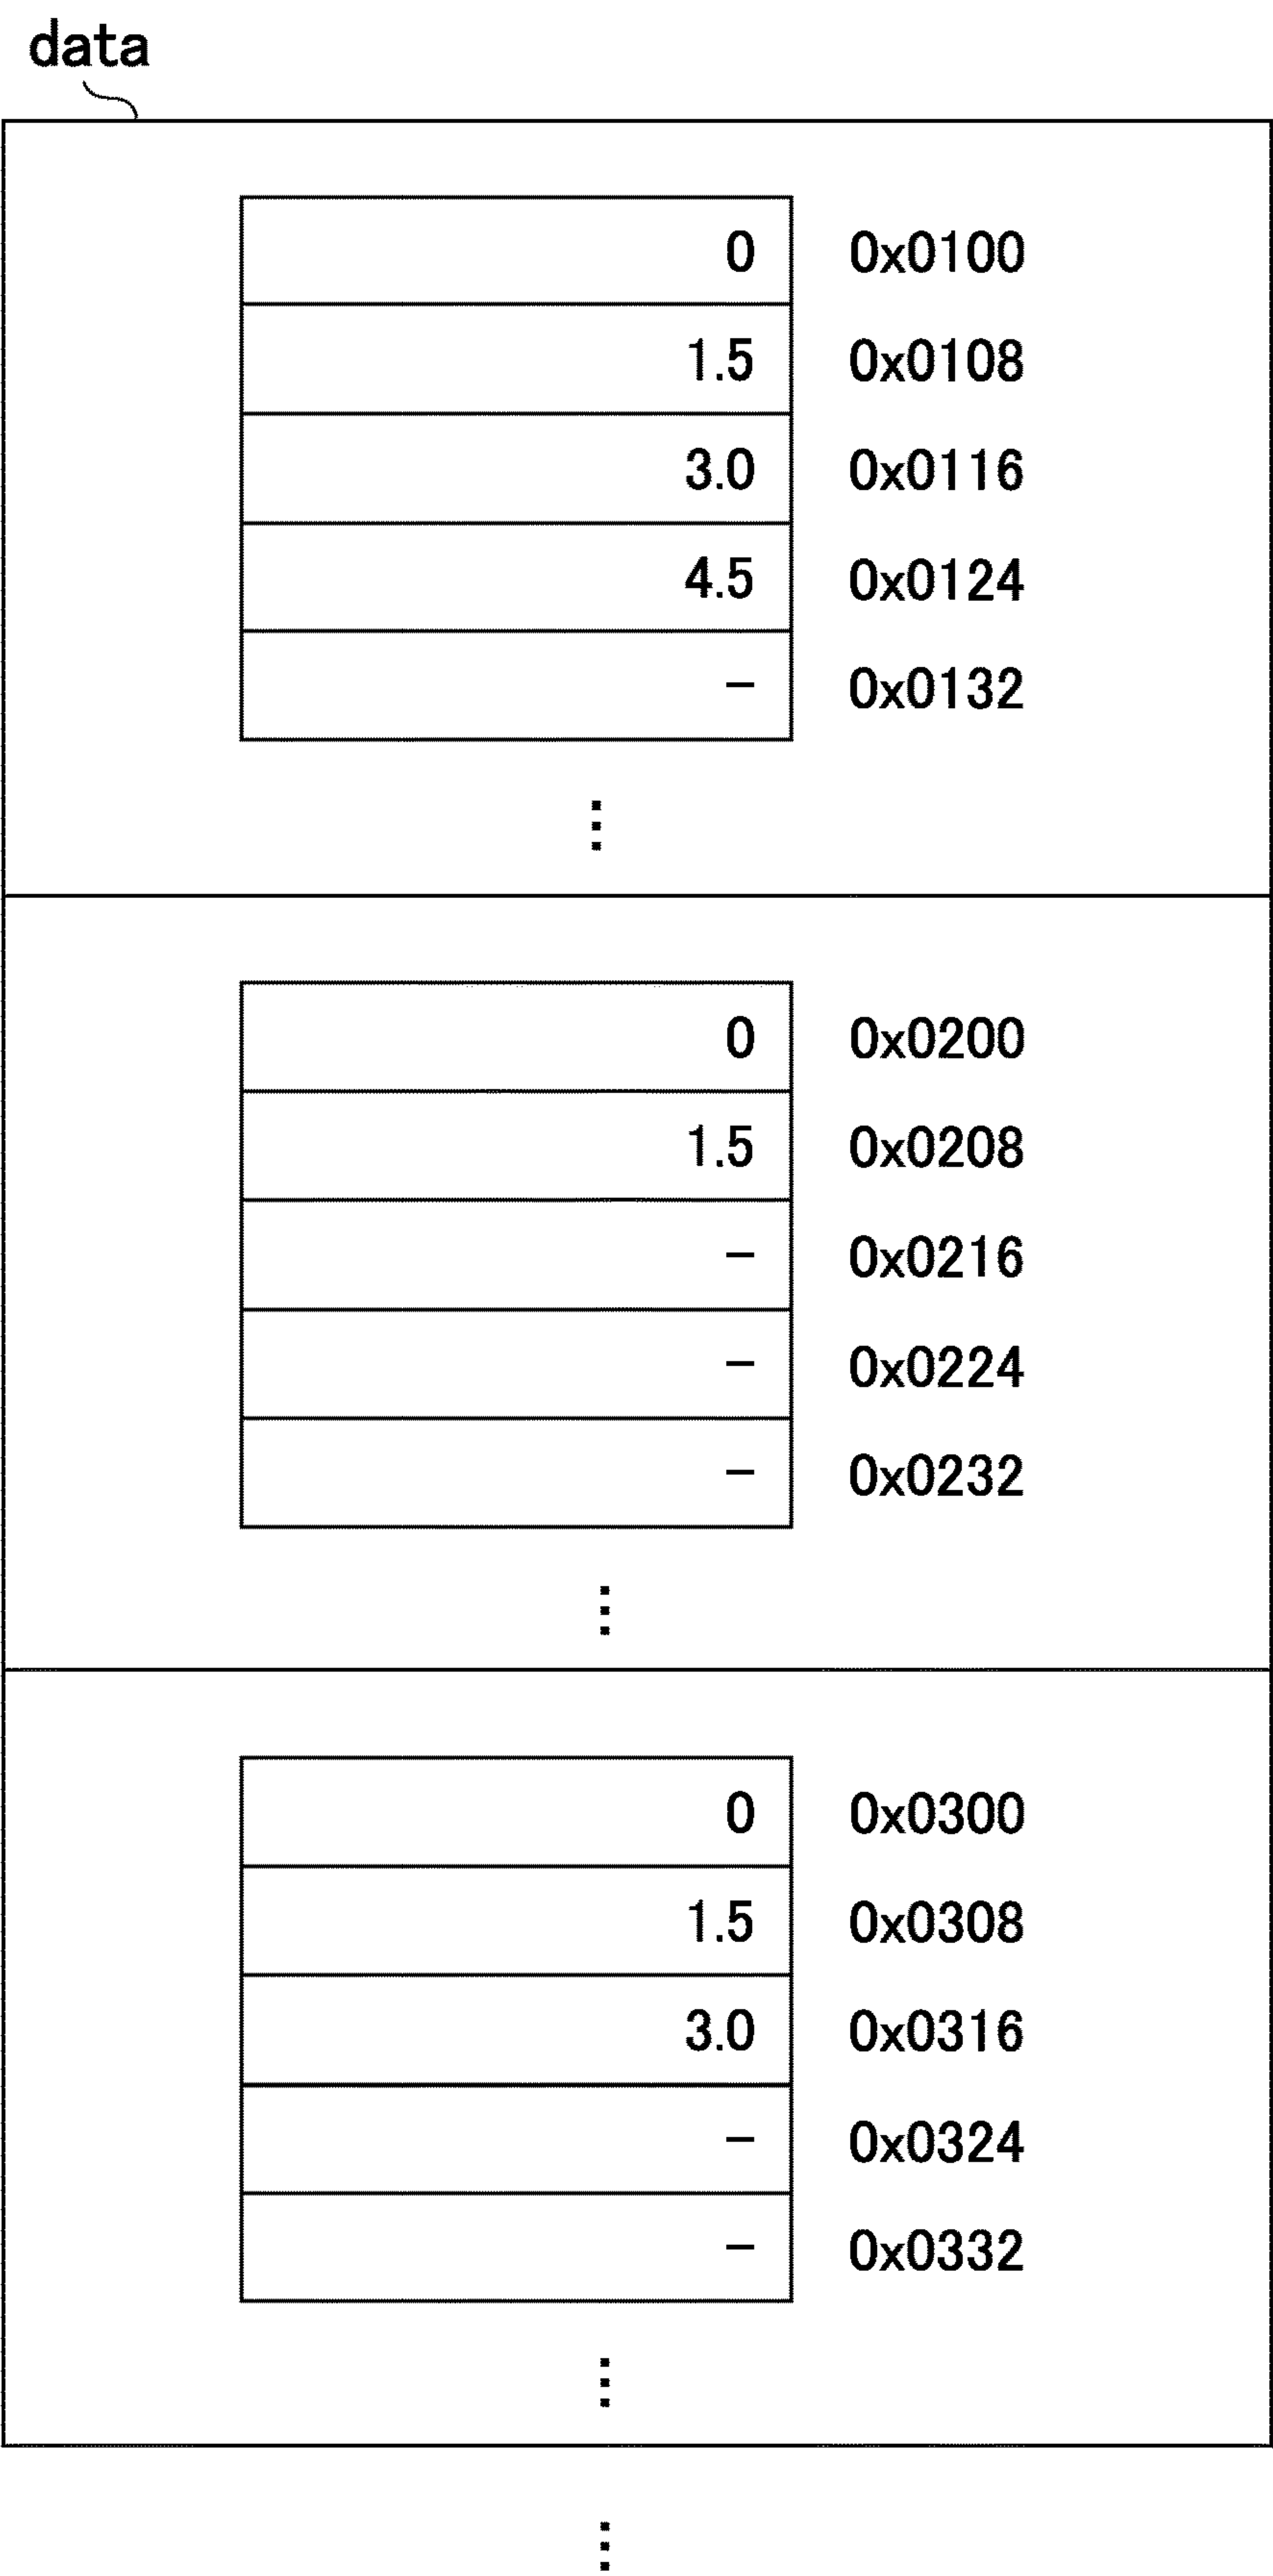 data
0 0x0100
1.5 0x0108
3.0 0x0116
4.5 0x0124
- 0x0132
⋮
0 0x0200
1.5 0x0208
- 0x0216
- 0x0224
- 0x0232
⋮
0 0x0300
1.5 0x0308
3.0 0x0316
- 0x0324
- 0x0332
⋮
⋮